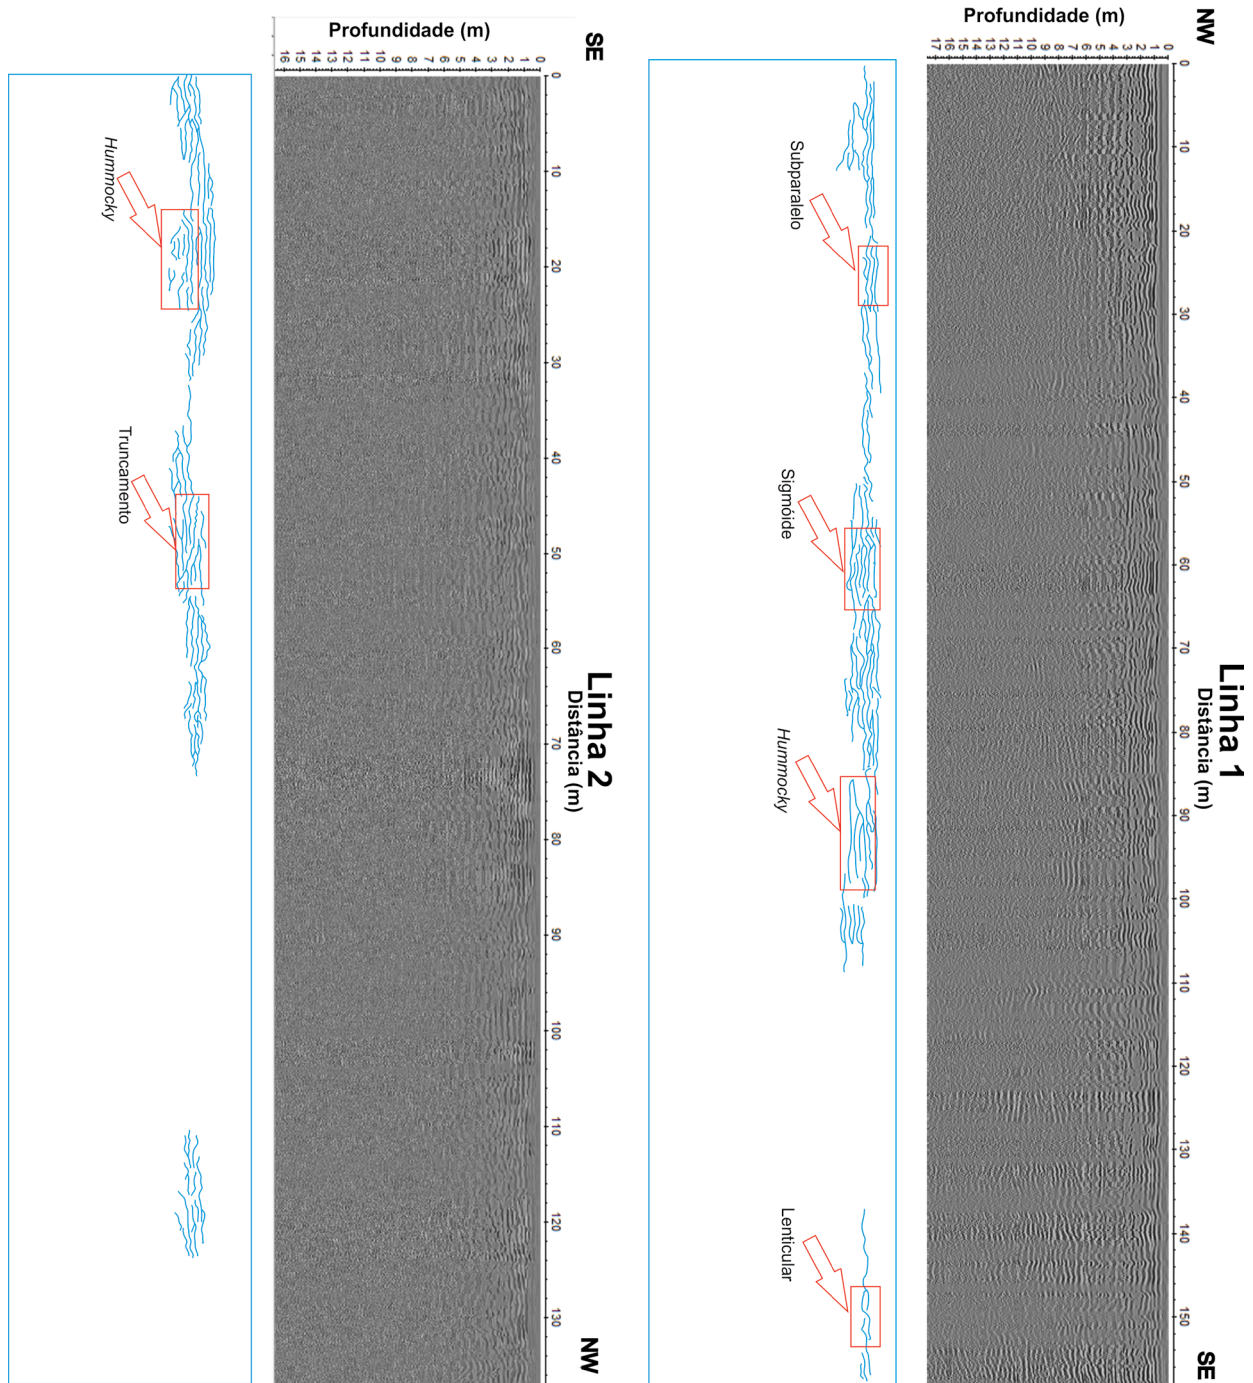 Linha 1
NW
SE
Distância (m)
0 10 20 30 40 50 60 70 80 90 100 110 120 130 140 150
Profundidade (m)
0 1 2 3 4 5 6 7 8 9 10 11 12 13 14 15 16 17
Subparalelo
Sigmóide
Hummocky
Lenticular
Linha 2
SE
NW
Distância (m)
0 10 20 30 40 50 60 70 80 90 100 110 120 130
Profundidade (m)
0 1 2 3 4 5 6 7 8 9 10 11 12 13 14 15 16
Hummocky
Truncamento